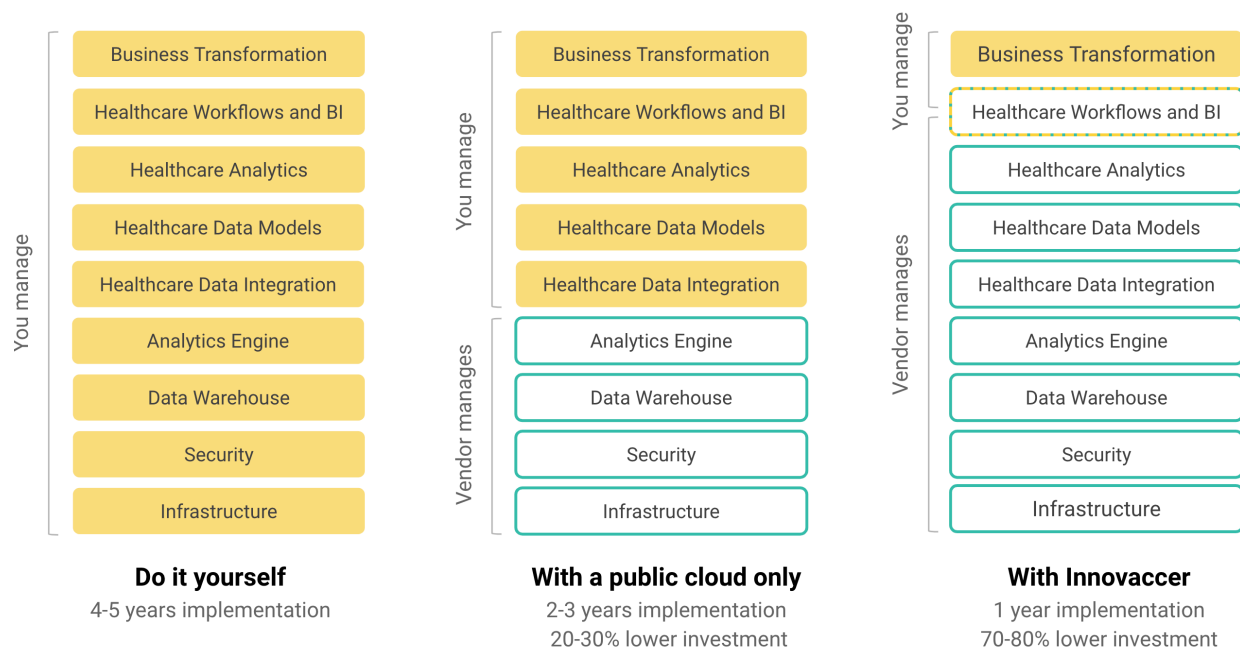 You manage
Business Transformation
Healthcare Workflows and BI
Healthcare Analytics
Healthcare Data Models
Healthcare Data Integration
Analytics Engine
Data Warehouse
Security
Infrastructure
Do it yourself
4-5 years implementation
You manage
Vendor manages
Business Transformation
Healthcare Workflows and BI
Healthcare Analytics
Healthcare Data Models
Healthcare Data Integration
Analytics Engine
Data Warehouse
Security
Infrastructure
With a public cloud only
2-3 years implementation
20-30% lower investment
You manage
Vendor manages
Business Transformation
Healthcare Workflows and BI
Healthcare Analytics
Healthcare Data Models
Healthcare Data Integration
Analytics Engine
Data Warehouse
Security
Infrastructure
With Innovaccer
1 year implementation
70-80% lower investment